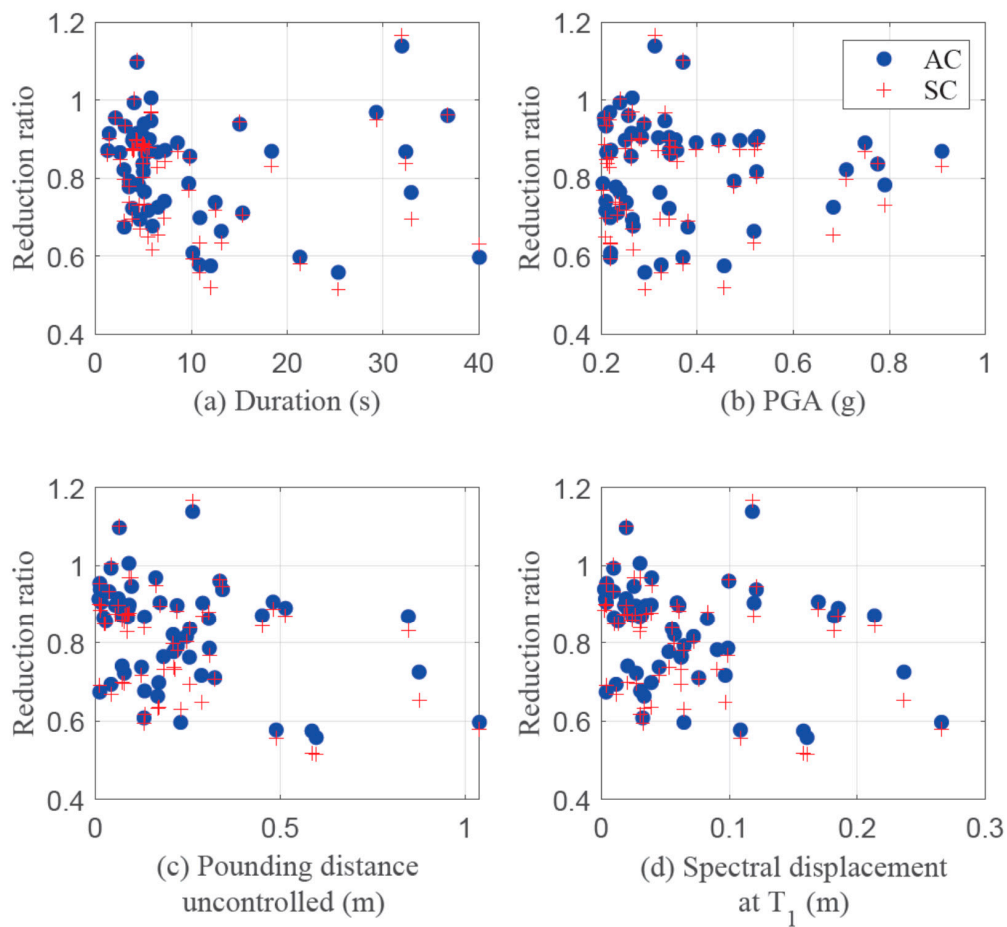 1.2
1
0.8
0.6
0.4
Reduction ratio
0 10 20 30 40
(a) Duration (s)
1.2
1
0.8
0.6
0.4
Reduction ratio
AC
SC
0.2 0.4 0.6 0.8 1
(b) PGA (g)
1.2
1
0.8
0.6
0.4
Reduction ratio
0 0.5 1
(c) Pounding distance
uncontrolled (m)
1.2
1
0.8
0.6
0.4
Reduction ratio
0 0.1 0.2 0.3
(d) Spectral displacement
at T1 (m)